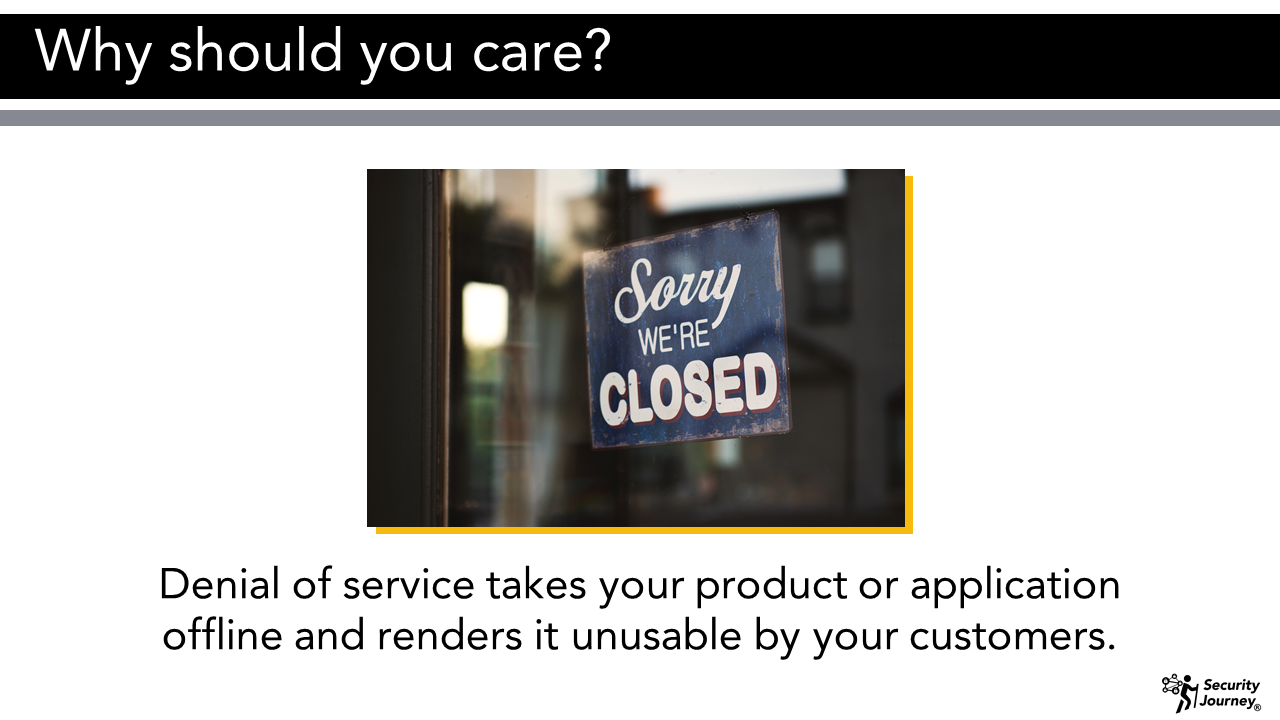 Why should you care?
Sorry
WE'RE
CLOSED
Denial of service takes your product or application
offline and renders it unusable by your customers.
Security
Journey®